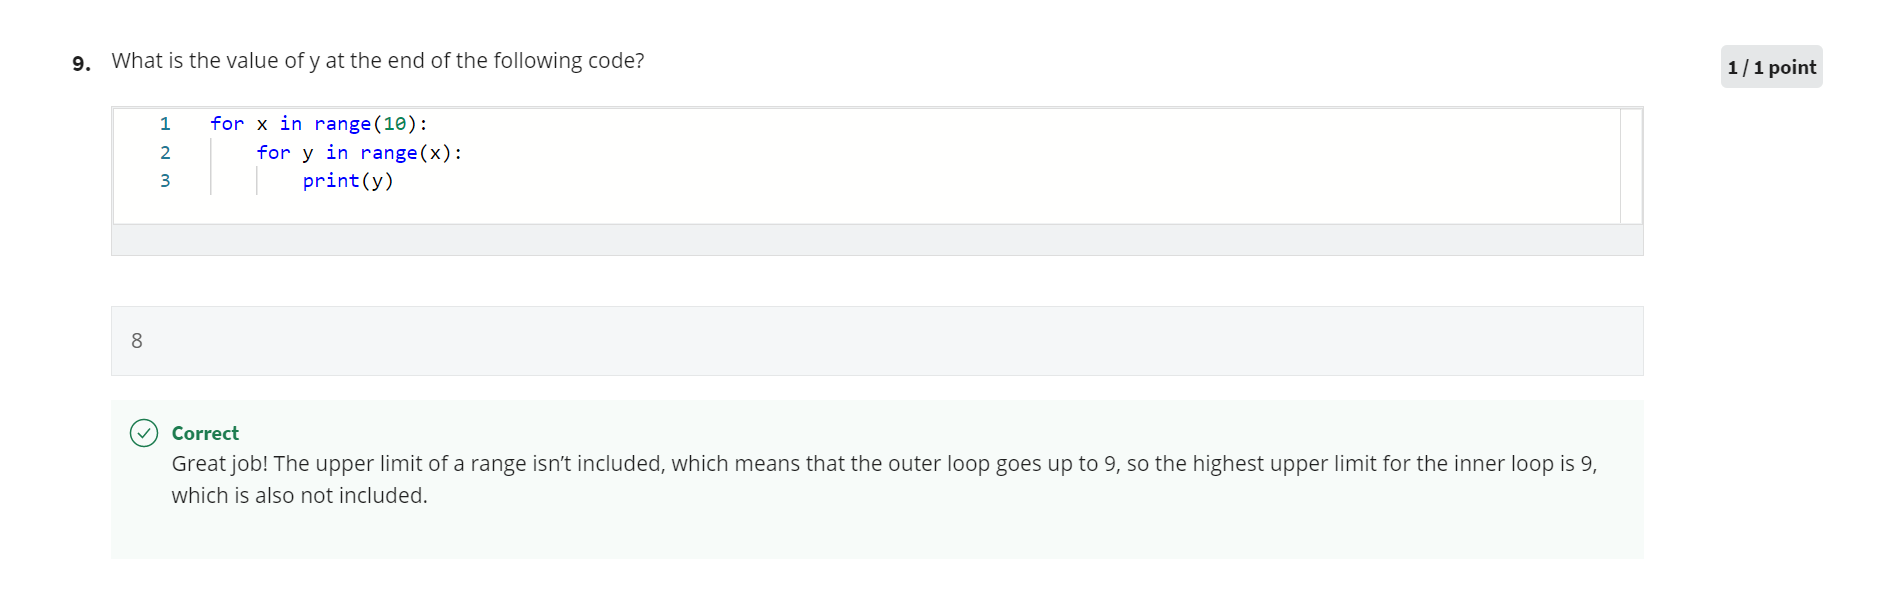 9. What is the value of y at the end of the following code?
1 / 1 point
1 for x in range(10):
2 for y in range(x):
3 print(y)
8
Correct
Great job! The upper limit of a range isn’t included, which means that the outer loop goes up to 9, so the highest upper limit for the inner loop is 9,
which is also not included.